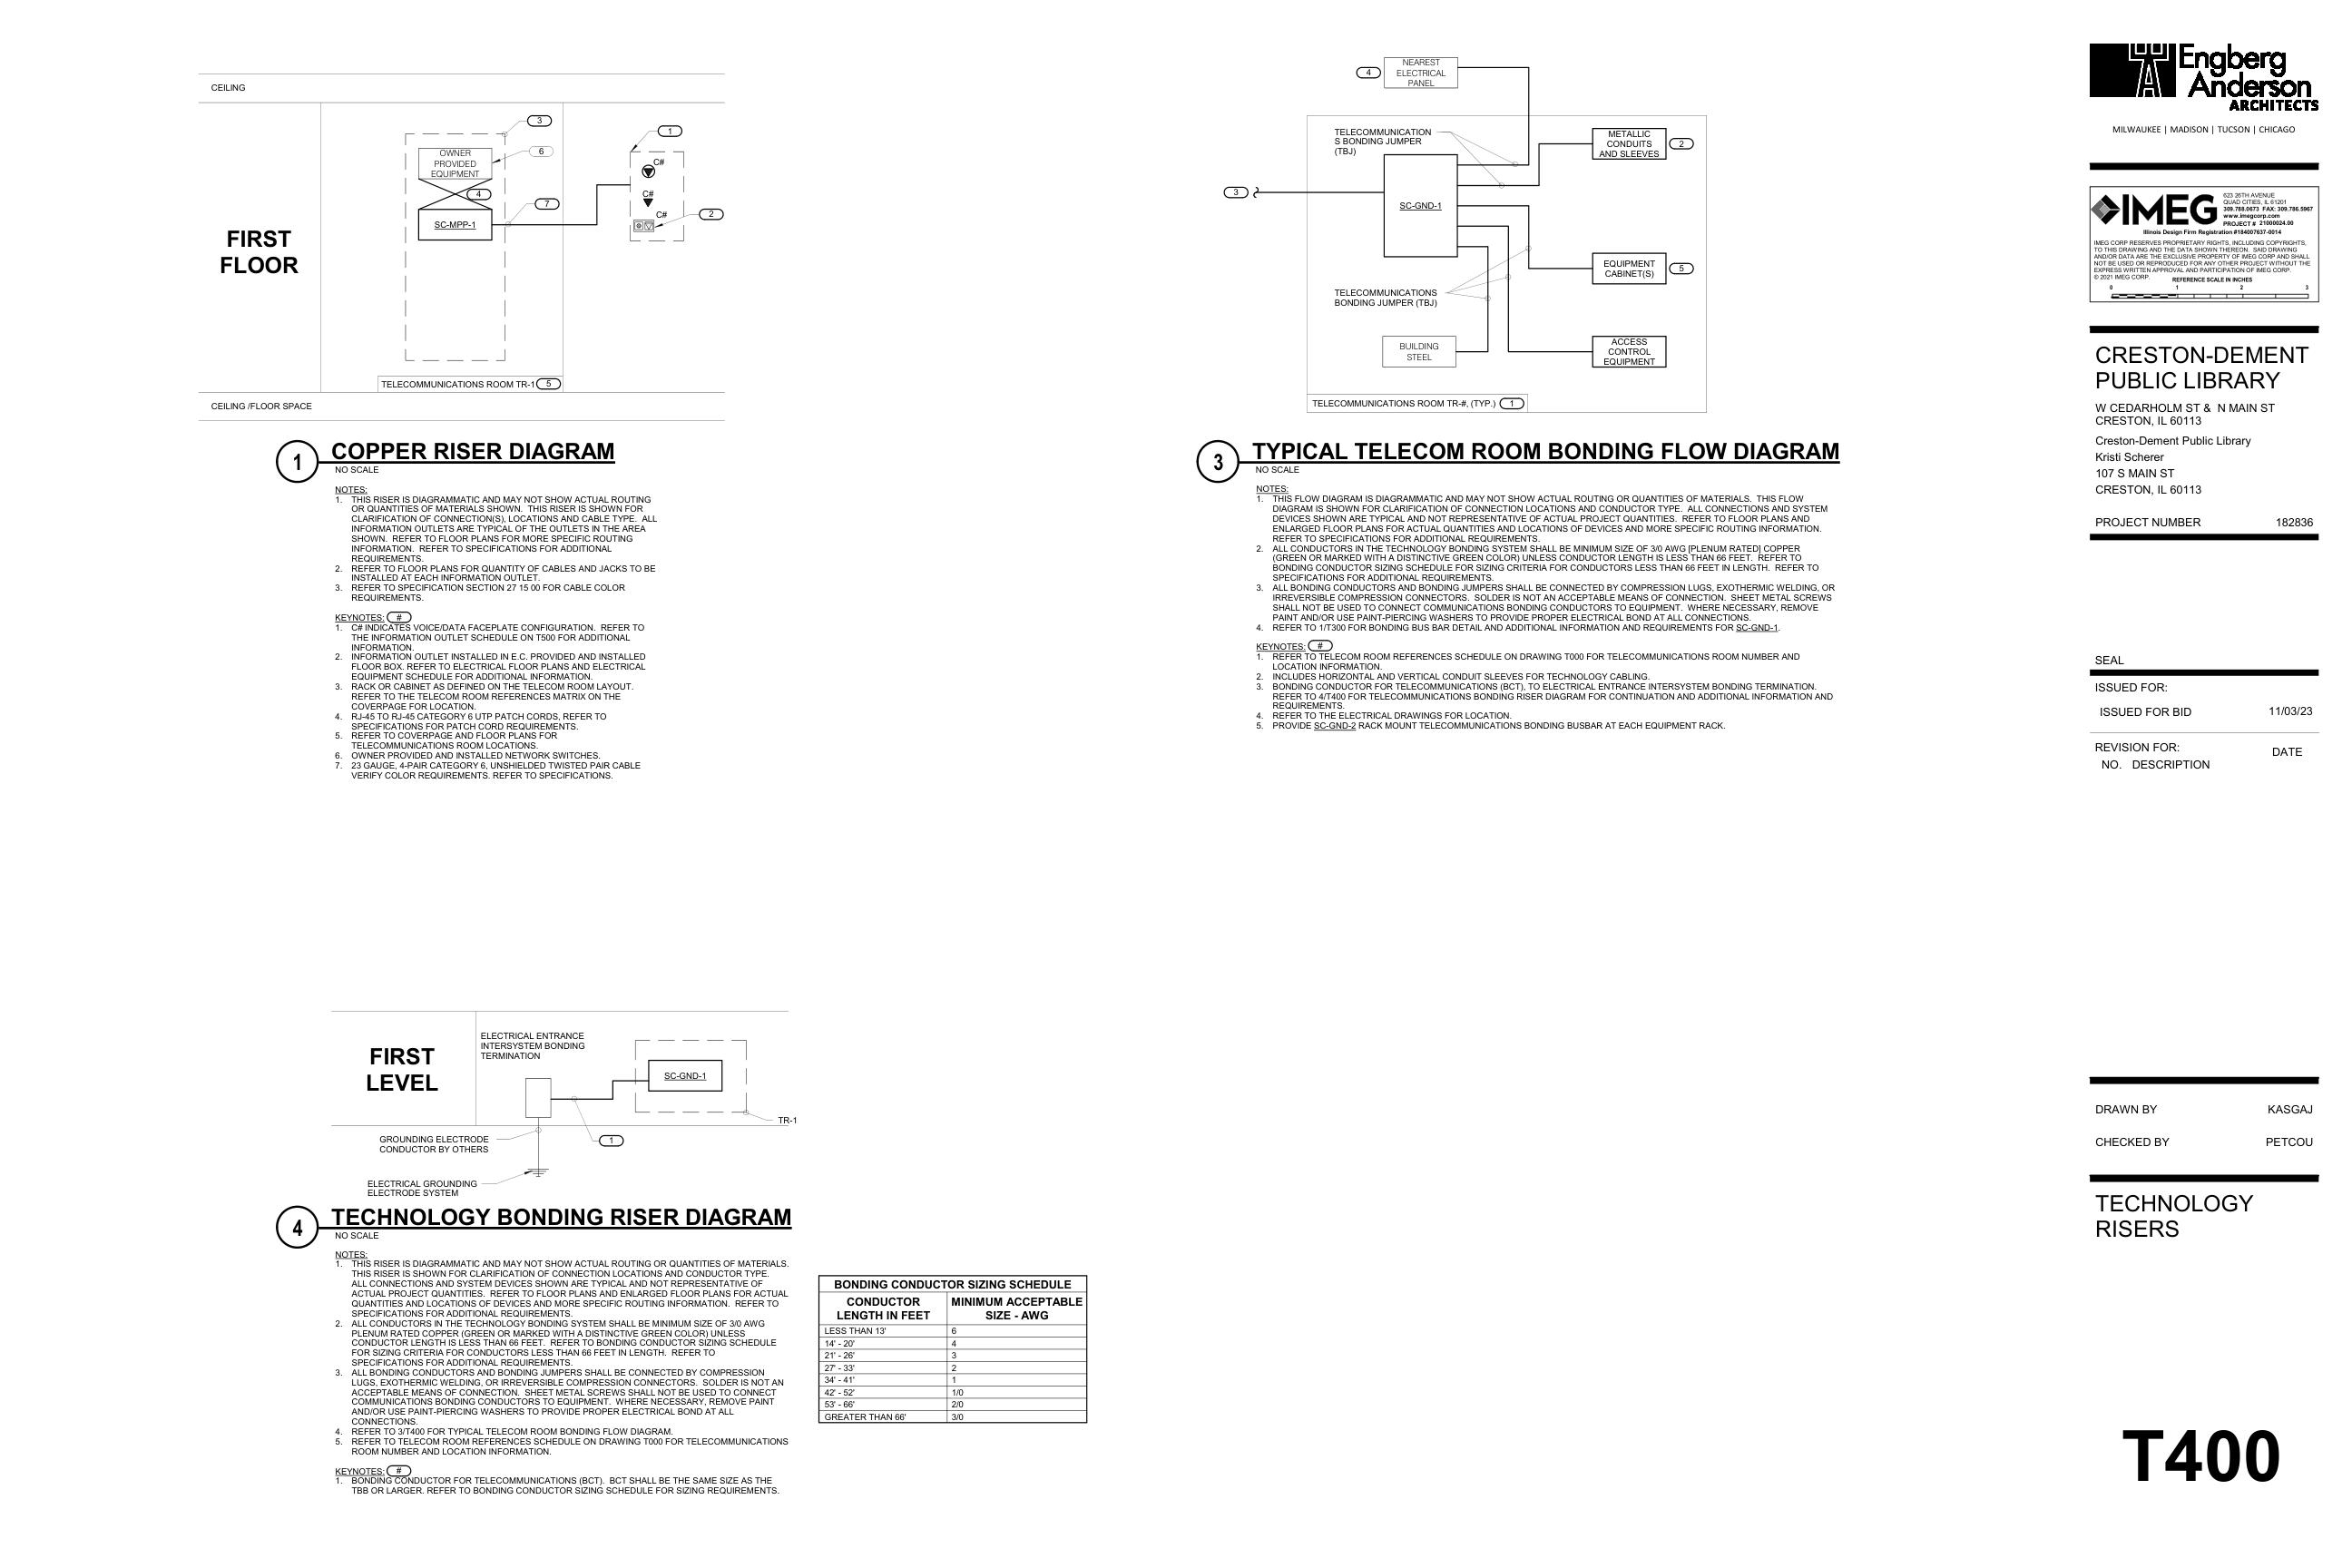 CEILING
3
1
OWNER
PROVIDED
EQUIPMENT
6
C#
4
C#
7
C#
2
SC-MPP-1
FIRST
FLOOR
TELECOMMUNICATIONS ROOM TR-1
5
CEILING /FLOOR SPACE
1
COPPER RISER DIAGRAM
NO SCALE
NOTES:
1. THIS RISER IS DIAGRAMMATIC AND MAY NOT SHOW ACTUAL ROUTING
OR QUANTITIES OF MATERIALS SHOWN. THIS RISER IS SHOWN FOR
CLARIFICATION OF CONNECTION(S), LOCATIONS AND CABLE TYPE. ALL
INFORMATION OUTLETS ARE TYPICAL OF THE OUTLETS IN THE AREA
SHOWN. REFER TO FLOOR PLANS FOR MORE SPECIFIC ROUTING
INFORMATION. REFER TO SPECIFICATIONS FOR ADDITIONAL
REQUIREMENTS.
2. REFER TO FLOOR PLANS FOR QUANTITY OF CABLES AND JACKS TO BE
INSTALLED AT EACH INFORMATION OUTLET.
3. REFER TO SPECIFICATION SECTION 27 15 00 FOR CABLE COLOR
REQUIREMENTS.
KEYNOTES: #
1. C# INDICATES VOICE/DATA FACEPLATE CONFIGURATION. REFER TO
THE INFORMATION OUTLET SCHEDULE ON T500 FOR ADDITIONAL
INFORMATION.
2. INFORMATION OUTLET INSTALLED IN E.C. PROVIDED AND INSTALLED
FLOOR BOX. REFER TO ELECTRICAL FLOOR PLANS AND ELECTRICAL
EQUIPMENT SCHEDULE FOR ADDITIONAL INFORMATION.
3. RACK OR CABINET AS DEFINED ON THE TELECOM ROOM LAYOUT.
REFER TO THE TELECOM ROOM REFERENCES MATRIX ON THE
COVERPAGE FOR LOCATION.
4. RJ-45 TO RJ-45 CATEGORY 6 UTP PATCH CORDS, REFER TO
SPECIFICATIONS FOR PATCH CORD REQUIREMENTS.
5. REFER TO COVERPAGE AND FLOOR PLANS FOR
TELECOMMUNICATIONS ROOM LOCATIONS.
6. OWNER PROVIDED AND INSTALLED NETWORK SWITCHES.
7. 23 GAUGE, 4-PAIR CATEGORY 6, UNSHIELDED TWISTED PAIR CABLE
VERIFY COLOR REQUIREMENTS. REFER TO SPECIFICATIONS.
4
NEAREST
ELECTRICAL
PANEL
TELECOMMUNICATION
S BONDING JUMPER
(TBJ)
METALLIC
CONDUITS
AND SLEEVES
2
3
SC-GND-1
EQUIPMENT
CABINET(S)
5
TELECOMMUNICATIONS
BONDING JUMPER (TBJ)
BUILDING
STEEL
ACCESS
CONTROL
EQUIPMENT
TELECOMMUNICATIONS ROOM TR-#, (TYP.)
1
3
TYPICAL TELECOM ROOM BONDING FLOW DIAGRAM
NO SCALE
NOTES:
1. THIS FLOW DIAGRAM IS DIAGRAMMATIC AND MAY NOT SHOW ACTUAL ROUTING OR QUANTITIES OF MATERIALS. THIS FLOW
DIAGRAM IS SHOWN FOR CLARIFICATION OF CONNECTION LOCATIONS AND CONDUCTOR TYPE. ALL CONNECTIONS AND SYSTEM
DEVICES SHOWN ARE TYPICAL AND NOT REPRESENTATIVE OF ACTUAL PROJECT QUANTITIES. REFER TO FLOOR PLANS AND
ENLARGED FLOOR PLANS FOR ACTUAL QUANTITIES AND LOCATIONS OF DEVICES AND MORE SPECIFIC ROUTING INFORMATION.
REFER TO SPECIFICATIONS FOR ADDITIONAL REQUIREMENTS.
2. ALL CONDUCTORS IN THE TECHNOLOGY BONDING SYSTEM SHALL BE MINIMUM SIZE OF 3/0 AWG [PLENUM RATED] COPPER
(GREEN OR MARKED WITH A DISTINCTIVE GREEN COLOR) UNLESS CONDUCTOR LENGTH IS LESS THAN 66 FEET. REFER TO
BONDING CONDUCTOR SIZING SCHEDULE FOR SIZING CRITERIA FOR CONDUCTORS LESS THAN 66 FEET IN LENGTH. REFER TO
SPECIFICATIONS FOR ADDITIONAL REQUIREMENTS.
3. ALL BONDING CONDUCTORS AND BONDING JUMPERS SHALL BE CONNECTED BY COMPRESSION LUGS, EXOTHERMIC WELDING, OR
IRREVERSIBLE COMPRESSION CONNECTORS. SOLDER IS NOT AN ACCEPTABLE MEANS OF CONNECTION. SHEET METAL SCREWS
SHALL NOT BE USED TO CONNECT COMMUNICATIONS BONDING CONDUCTORS TO EQUIPMENT. WHERE NECESSARY, REMOVE
PAINT AND/OR USE PAINT-PIERCING WASHERS TO PROVIDE PROPER ELECTRICAL BOND AT ALL CONNECTIONS.
4. REFER TO 1/T300 FOR BONDING BUS BAR DETAIL AND ADDITIONAL INFORMATION AND REQUIREMENTS FOR SC-GND-1.
KEYNOTES: #
1. REFER TO TELECOM ROOM REFERENCES SCHEDULE ON DRAWING T000 FOR TELECOMMUNICATIONS ROOM NUMBER AND
LOCATION INFORMATION.
2. INCLUDES HORIZONTAL AND VERTICAL CONDUIT SLEEVES FOR TECHNOLOGY CABLING.
3. BONDING CONDUCTOR FOR TELECOMMUNICATIONS (BCT), TO ELECTRICAL ENTRANCE INTERSYSTEM BONDING TERMINATION.
REFER TO 4/T400 FOR TELECOMMUNICATIONS BONDING RISER DIAGRAM FOR CONTINUATION AND ADDITIONAL INFORMATION AND
REQUIREMENTS.
4. REFER TO THE ELECTRICAL DRAWINGS FOR LOCATION.
5. PROVIDE SC-GND-2 RACK MOUNT TELECOMMUNICATIONS BONDING BUSBAR AT EACH EQUIPMENT RACK.
FIRST
LEVEL
ELECTRICAL ENTRANCE
INTERSYSTEM BONDING
TERMINATION
SC-GND-1
TR-1
GROUNDING ELECTRODE
CONDUCTOR BY OTHERS
1
ELECTRICAL GROUNDING
ELECTRODE SYSTEM
4
TECHNOLOGY BONDING RISER DIAGRAM
NO SCALE
NOTES:
1. THIS RISER IS DIAGRAMMATIC AND MAY NOT SHOW ACTUAL ROUTING OR QUANTITIES OF MATERIALS.
THIS RISER IS SHOWN FOR CLARIFICATION OF CONNECTION LOCATIONS AND CONDUCTOR TYPE.
ALL CONNECTIONS AND SYSTEM DEVICES SHOWN ARE TYPICAL AND NOT REPRESENTATIVE OF
ACTUAL PROJECT QUANTITIES. REFER TO FLOOR PLANS AND ENLARGED FLOOR PLANS FOR ACTUAL
QUANTITIES AND LOCATIONS OF DEVICES AND MORE SPECIFIC ROUTING INFORMATION. REFER TO
SPECIFICATIONS FOR ADDITIONAL REQUIREMENTS.
2. ALL CONDUCTORS IN THE TECHNOLOGY BONDING SYSTEM SHALL BE MINIMUM SIZE OF 3/0 AWG
PLENUM RATED COPPER (GREEN OR MARKED WITH A DISTINCTIVE GREEN COLOR) UNLESS
CONDUCTOR LENGTH IS LESS THAN 66 FEET. REFER TO BONDING CONDUCTOR SIZING SCHEDULE
FOR SIZING CRITERIA FOR CONDUCTORS LESS THAN 66 FEET IN LENGTH. REFER TO
SPECIFICATIONS FOR ADDITIONAL REQUIREMENTS.
3. ALL BONDING CONDUCTORS AND BONDING JUMPERS SHALL BE CONNECTED BY COMPRESSION
LUGS, EXOTHERMIC WELDING, OR IRREVERSIBLE COMPRESSION CONNECTORS. SOLDER IS NOT AN
ACCEPTABLE MEANS OF CONNECTION. SHEET METAL SCREWS SHALL NOT BE USED TO CONNECT
COMMUNICATIONS BONDING CONDUCTORS TO EQUIPMENT. WHERE NECESSARY, REMOVE PAINT
AND/OR USE PAINT-PIERCING WASHERS TO PROVIDE PROPER ELECTRICAL BOND AT ALL
CONNECTIONS.
4. REFER TO 3/T400 FOR TYPICAL TELECOM ROOM BONDING FLOW DIAGRAM.
5. REFER TO TELECOM ROOM REFERENCES SCHEDULE ON DRAWING T000 FOR TELECOMMUNICATIONS
ROOM NUMBER AND LOCATION INFORMATION.
KEYNOTES: #
1. BONDING CONDUCTOR FOR TELECOMMUNICATIONS (BCT). BCT SHALL BE THE SAME SIZE AS THE
TBB OR LARGER. REFER TO BONDING CONDUCTOR SIZING SCHEDULE FOR SIZING REQUIREMENTS.
BONDING CONDUCTOR SIZING SCHEDULE
CONDUCTOR LENGTH IN FEET MINIMUM ACCEPTABLE SIZE - AWG
LESS THAN 13' 6
14' - 20' 4
21' - 26' 3
27' - 33' 2
34' - 41' 1
42' - 52' 1/0
53' - 66' 2/0
GREATER THAN 66' 3/0
Engberg
Anderson
ARCHITECTS
MILWAUKEE | MADISON | TUCSON | CHICAGO
IMEG
623 26TH AVENUE
QUAD CITIES, IL 61201
309.788.0673 FAX: 309.786.5967
www.imegcorp.com
PROJECT # 21000024.00
Illinois Design Firm Registration #184007637-0014
IMEG CORP RESERVES PROPRIETARY RIGHTS, INCLUDING COPYRIGHTS,
TO THIS DRAWING AND THE DATA SHOWN THEREON. SAID DRAWING
AND/OR DATA ARE THE EXCLUSIVE PROPERTY OF IMEG CORP AND SHALL
NOT BE USED OR REPRODUCED FOR ANY OTHER PROJECT WITHOUT THE
EXPRESS WRITTEN APPROVAL AND PARTICIPATION OF IMEG CORP.
© 2021 IMEG CORP.
REFERENCE SCALE IN INCHES
0 1 2 3
CRESTON-DEMENT
PUBLIC LIBRARY
W CEDARHOLM ST & N MAIN ST
CRESTON, IL 60113
Creston-Dement Public Library
Kristi Scherer
107 S MAIN ST
CRESTON, IL 60113
PROJECT NUMBER 182836
SEAL
ISSUED FOR:
ISSUED FOR BID 11/03/23
REVISION FOR:
DATE
NO. DESCRIPTION
DRAWN BY KASGAJ
CHECKED BY PETCOU
TECHNOLOGY
RISERS
T400